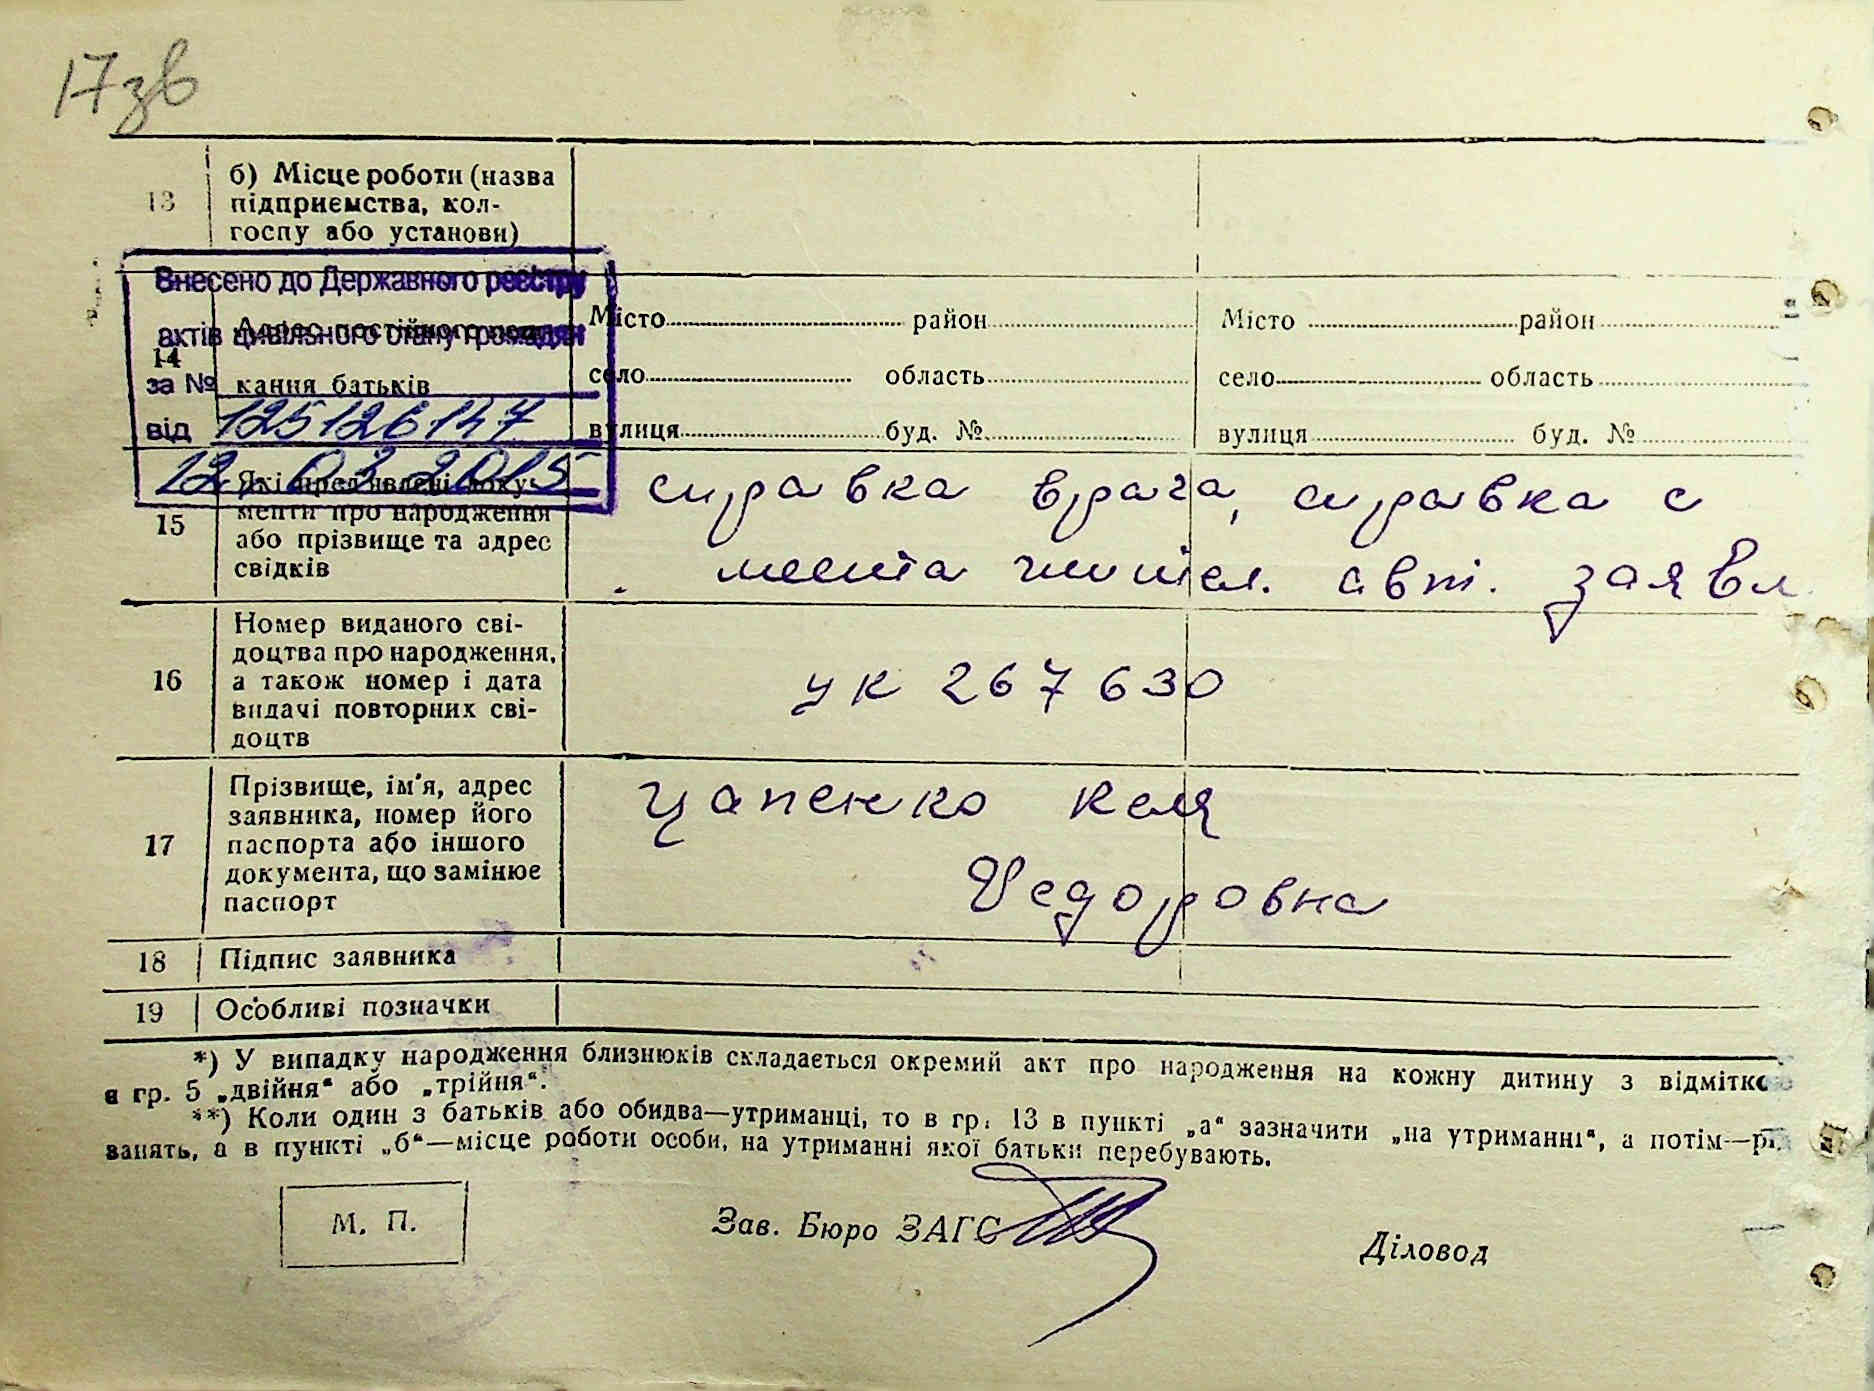 17зв
13
б) Місце роботи (назва
підприємства, кол-
госпу або установи)
Внесено до Державного реєстру
актів цивільного стану громадян
за №
125126147
від
12.03.2015
14
Адрес постійного
кання батьків
Місто район
село область
вулиця буд. №
Місто район
село область
вулиця буд. №
15
Які пред'явлені доку-
менти про народження
або прізвище та адрес
свідків
справка врача, справка с
места жител. заявл.
16
Номер виданого сві-
доцтва про народження,
а також номер і дата
видачі повторних сві-
доцтв
УК 267630
17
Прізвище, ім'я, адрес
заявника, номер його
паспорта або іншого
документа, що замінює
паспорт
Цапенко
Федоровна
18
Підпис заявника
19
Особливі позначки
*) У випадку народження близнюків складається окремий акт про народження на кожну дитину з відмітко
в гр. 5 „двійня“ або „трійня“.
**) Коли один з батьків або обидва—утриманці, то в гр. 13 в пункті „а“ зазначити „на утриманні“, а потім—рі
занять, а в пункті „б“—місце роботи особи, на утриманні якої батьки перебувають.
М. П.
Зав. Бюро ЗАГС
Діловод